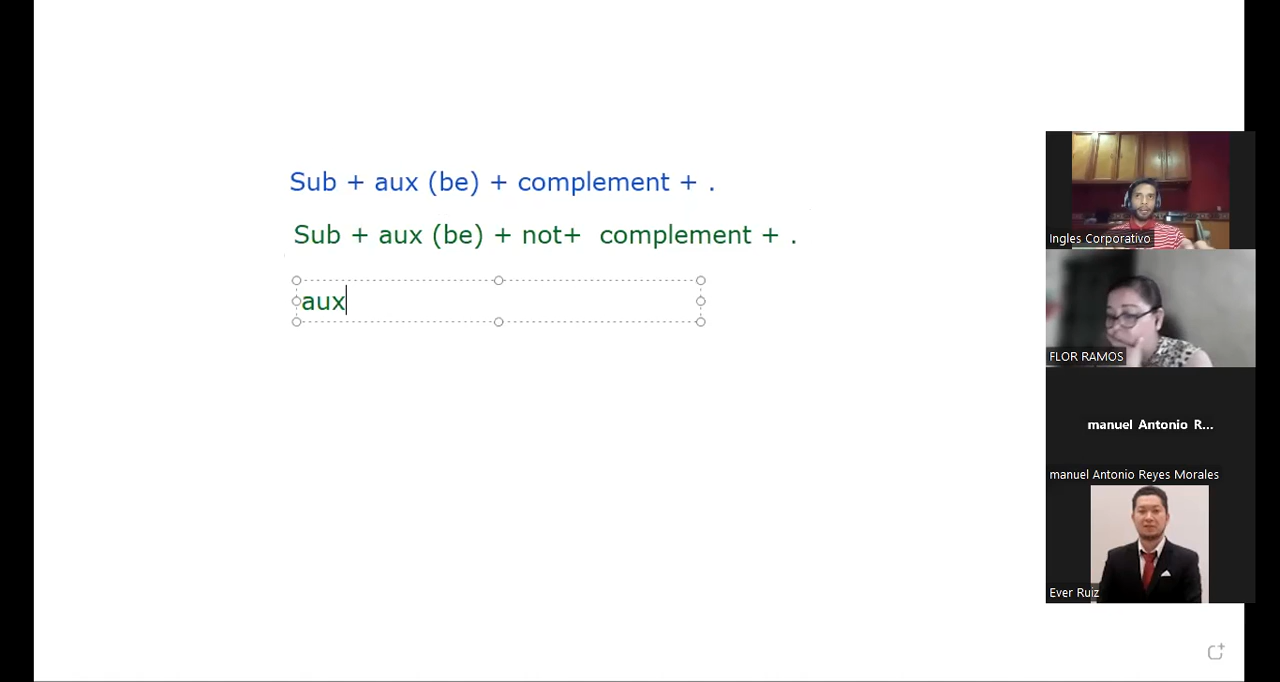 Sub + aux (be) + complement + .
Sub + aux (be) + not+ complement + .
aux
Ingles Corporativo
FLOR RAMOS
manuel Antonio R...
manuel Antonio Reyes Morales
Ever Ruiz